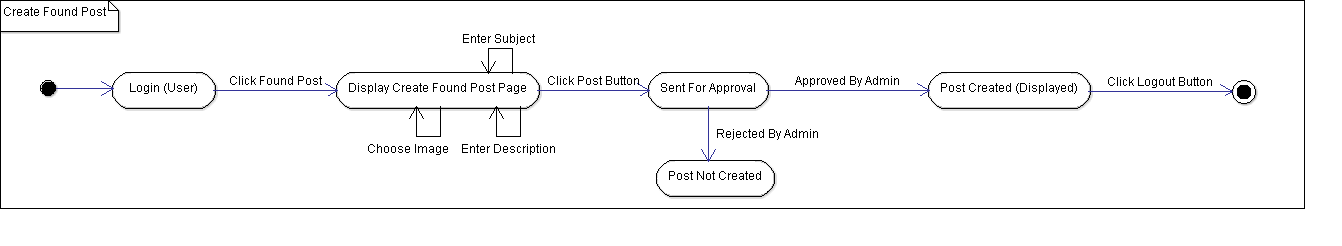 Create Found Post
Enter Subject
Login (User)
Click Found Post
Display Create Found Post Page
Click Post Button
Sent For Approval
Approved By Admin
Post Created (Displayed)
Click Logout Button
Choose Image
Enter Description
Rejected By Admin
Post Not Created